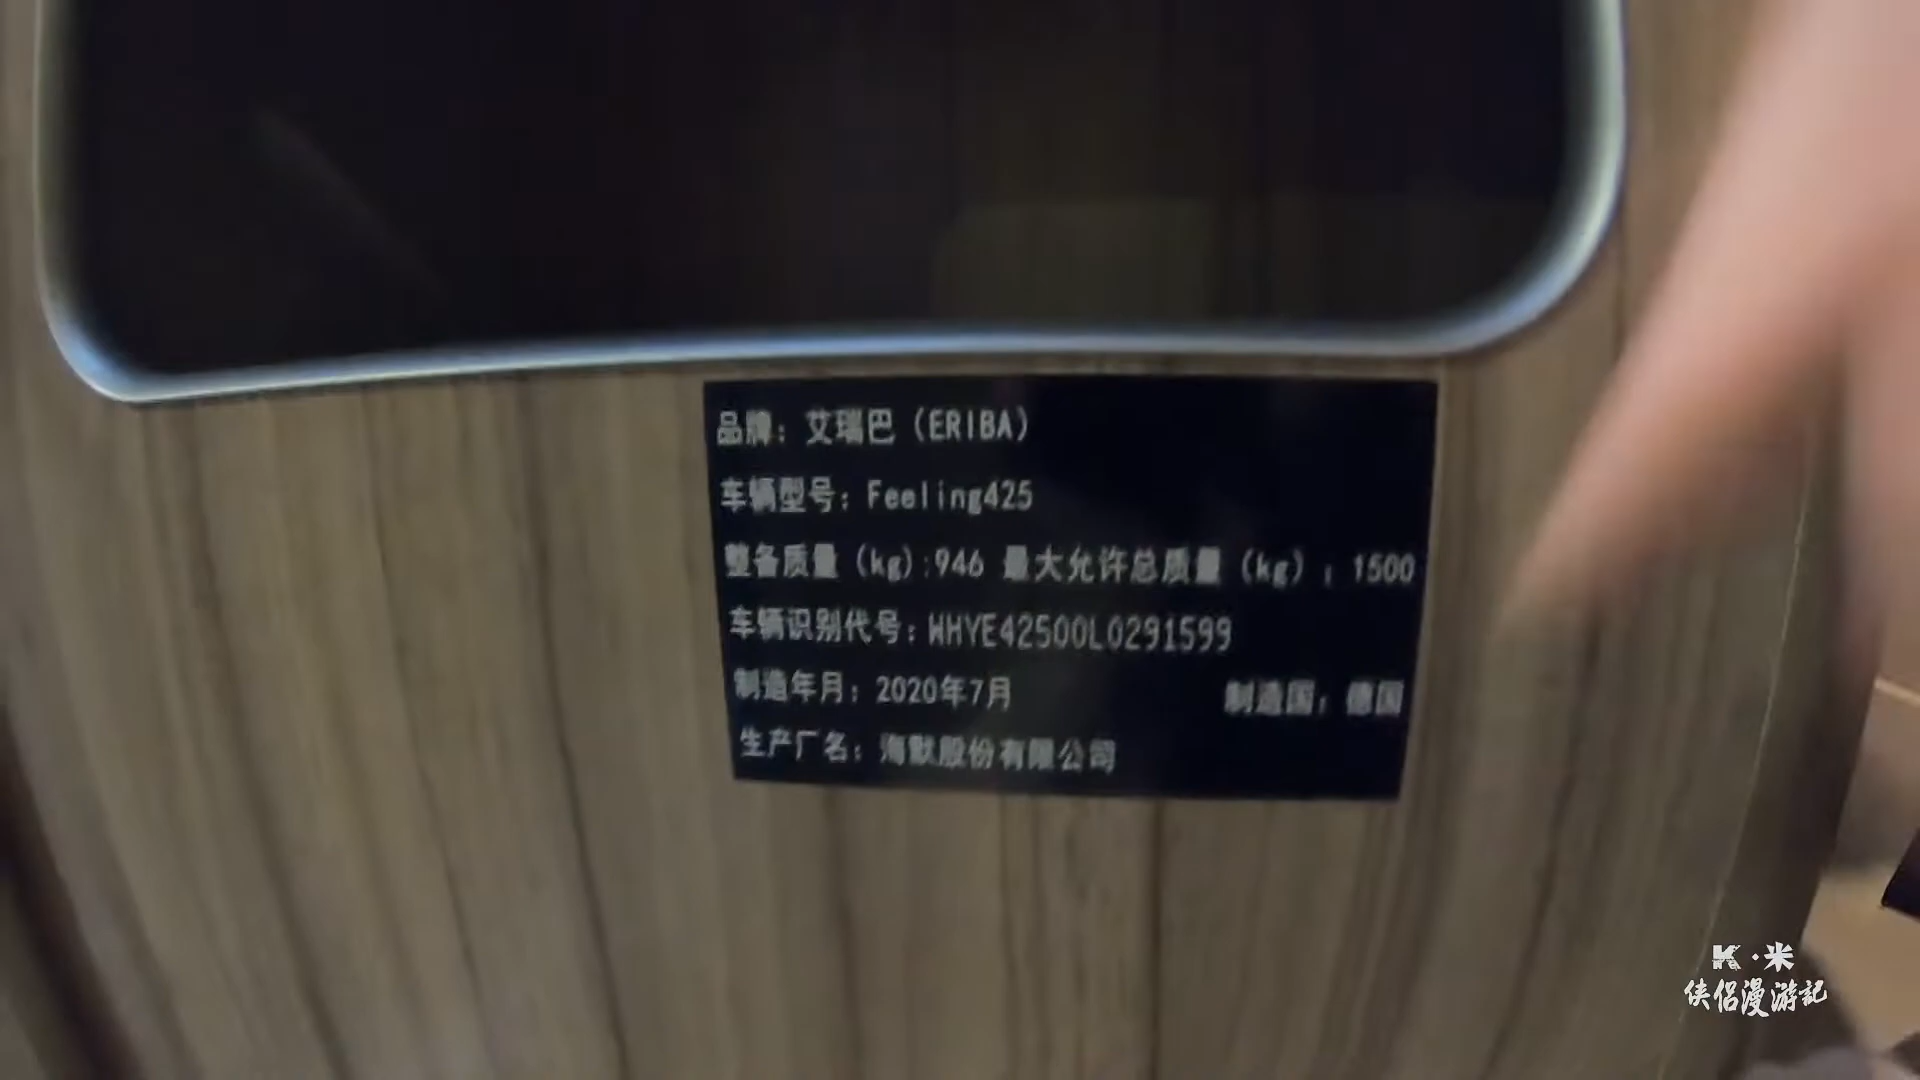 品牌：艾瑞巴（ERIBA）
车辆型号：Feeling425
整备质量（kg):946 最大允许总质量（kg）：1500
车辆识别代号：WHYE42500L0291599
制造年月：2020年7月 制造国：德国
生产厂名：海默股份有限公司
K·米
侠侣漫游記